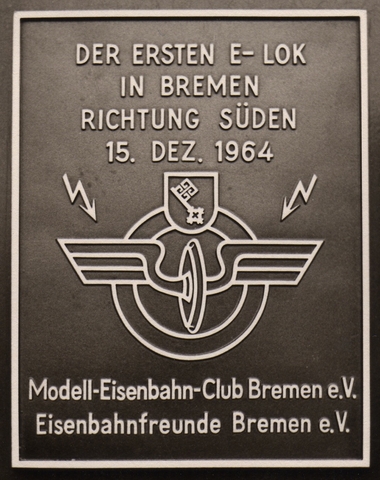 DER ERSTEN E-LOK
IN BREMEN
RICHTUNG SÜDEN
15. DEZ. 1964
Modell-Eisenbahn-Club Bremen e.V.
Eisenbahnfreunde Bremen e.V.